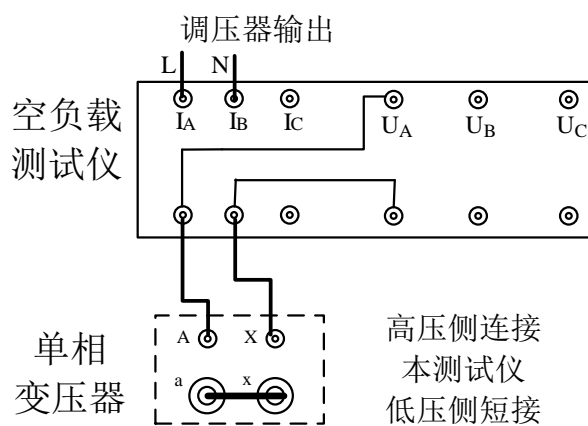 调压器输出
L N
空负载
测试仪
IA IB IC UA UB UC
单相
变压器
A X
a x
高压侧连接
本测试仪
低压侧短接